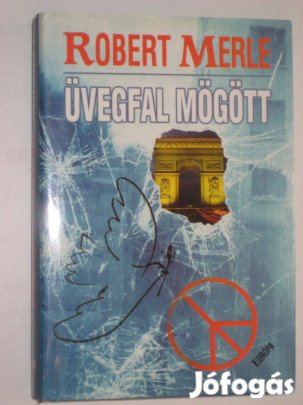 ROBERT MERLE
ÜVEGFAL MÖGÖTT
EURÓPA
Jófogás